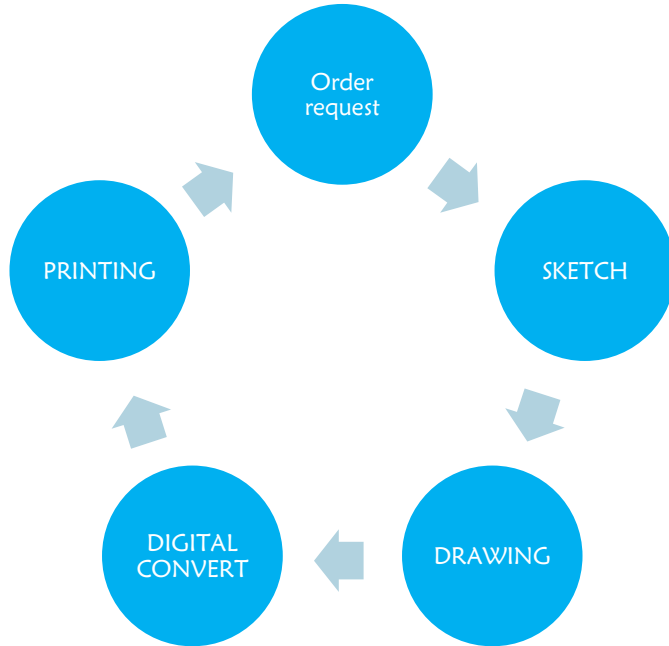 Order
request
SKETCH
DRAWING
DIGITAL
CONVERT
PRINTING